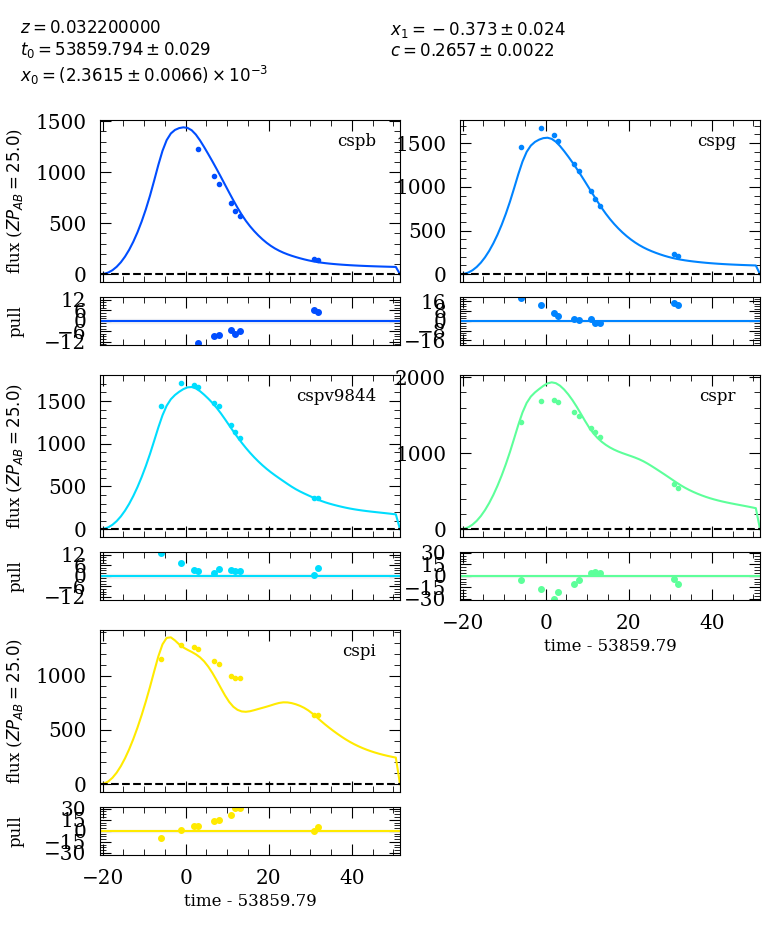 z = 0.032200000
t₀ = 53859.794 ± 0.029
x₀ = (2.3615 ± 0.0066) × 10⁻³
x₁ = −0.373 ± 0.024
c = 0.2657 ± 0.0022
flux (ZP_AB = 25.0)
1500
1000
500
0
cspb
1500
1000
500
0
cspg
pull
12
6
0
−6
−12
16
8
0
−8
−16
flux (ZP_AB = 25.0)
1500
1000
500
0
cspv9844
2000
1000
0
cspr
pull
12
6
0
−6
−12
30
15
0
−15
−30
−20
0
20
40
time - 53859.79
flux (ZP_AB = 25.0)
1000
500
0
cspi
pull
30
15
0
−15
−30
−20
0
20
40
time - 53859.79